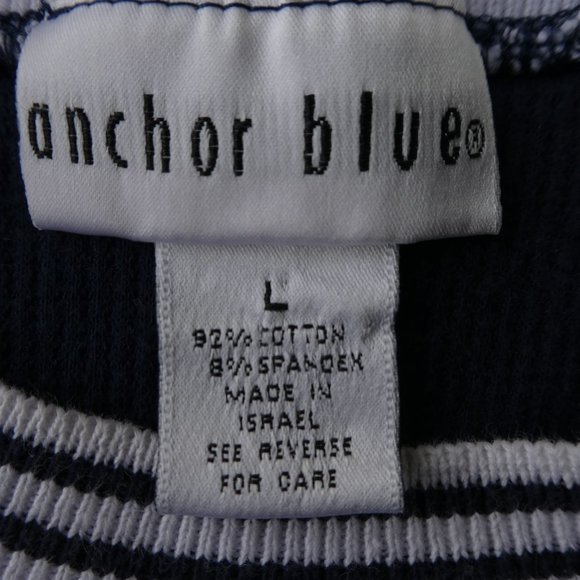 anchor blue®
L
92% COTTON
8% SPANDEX
MADE IN
ISRAEL
SEE REVERSE
FOR CARE